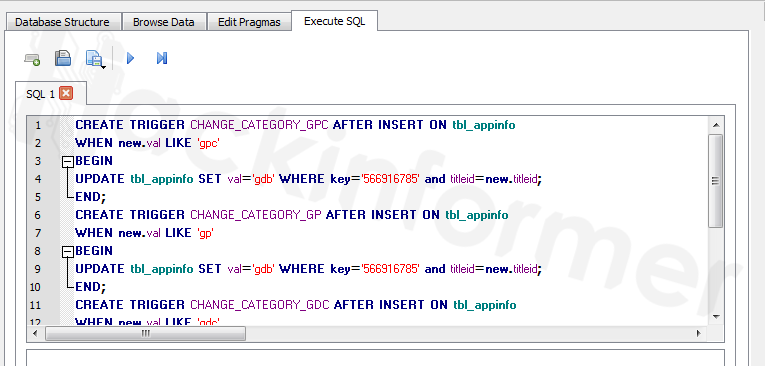 Database Structure Browse Data Edit Pragmas Execute SQL
SQL 1
1 CREATE TRIGGER CHANGE_CATEGORY_GPC AFTER INSERT ON tbl_appinfo
2 WHEN new.val LIKE 'gpc'
3 BEGIN
4 UPDATE tbl_appinfo SET val='gdb' WHERE key='566916785' and titleid=new.titleid;
5 END;
6 CREATE TRIGGER CHANGE_CATEGORY_GP AFTER INSERT ON tbl_appinfo
7 WHEN new.val LIKE 'gp'
8 BEGIN
9 UPDATE tbl_appinfo SET val='gdb' WHERE key='566916785' and titleid=new.titleid;
10 END;
11 CREATE TRIGGER CHANGE_CATEGORY_GDC AFTER INSERT ON tbl_appinfo
12 WHEN new.val LIKE 'gdc'
Hackinformer